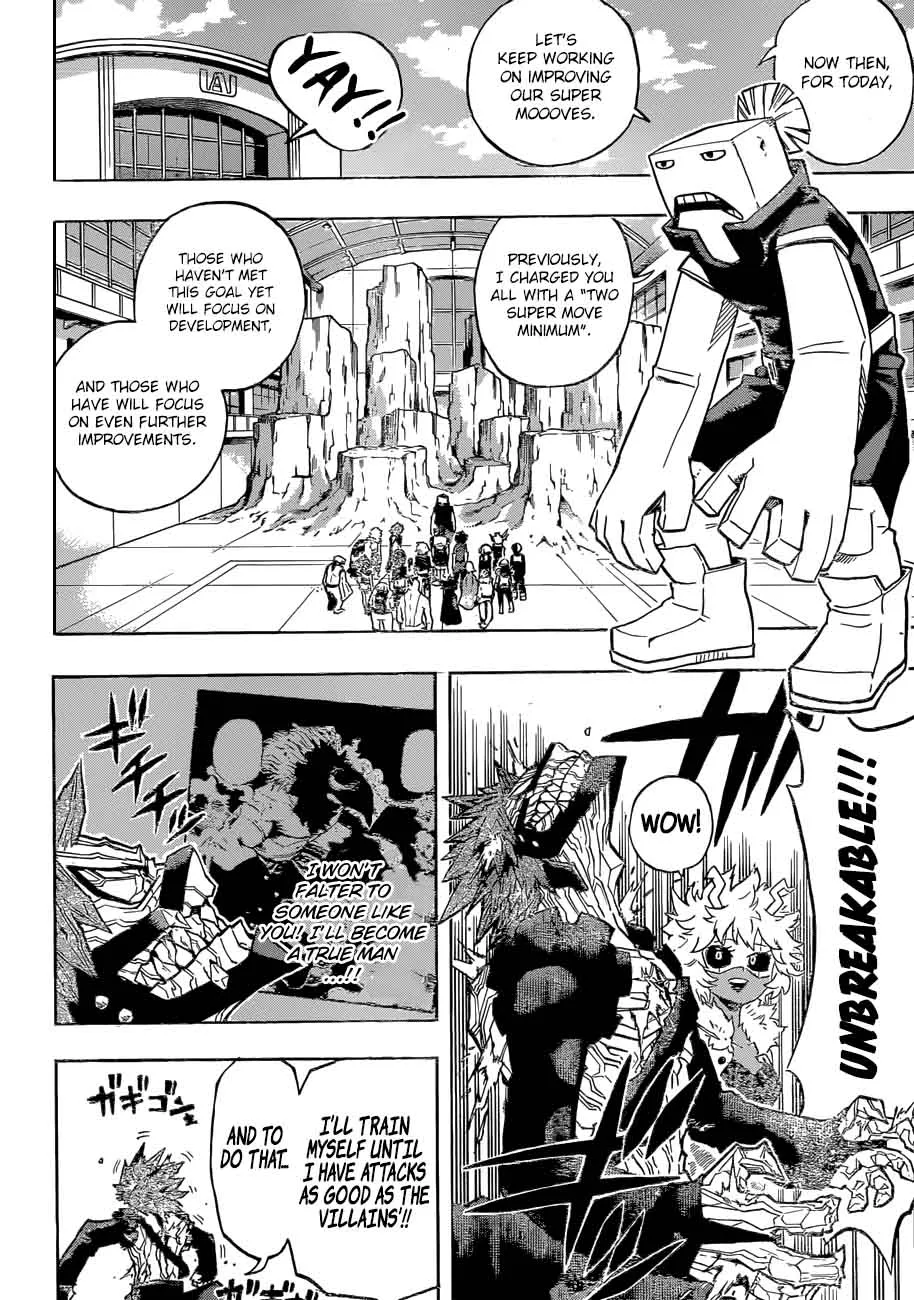 NOW THEN,
FOR TODAY,
LET'S
KEEP WORKING
ON IMPROVING
OUR SUPER
MOOOVES.
YAY!!
UA
PREVIOUSLY,
I CHARGED YOU
ALL WITH A "TWO
SUPER MOVE
MINIMUM".
THOSE WHO
HAVEN'T MET
THIS GOAL YET
WILL FOCUS ON
DEVELOPMENT,
AND THOSE WHO
HAVE WILL FOCUS
ON EVEN FURTHER
IMPROVEMENTS.
UNBREAKABLE!!!
WOW!
ギチチ
I WON'T
FALTER TO
SOMEONE LIKE
YOU! I'LL BECOME
A TRUE MAN
...!!
I'LL TRAIN
MYSELF UNTIL
I HAVE ATTACKS
AS GOOD AS THE
VILLAINS'!!
AND TO
DO THAT...
ガギゴン